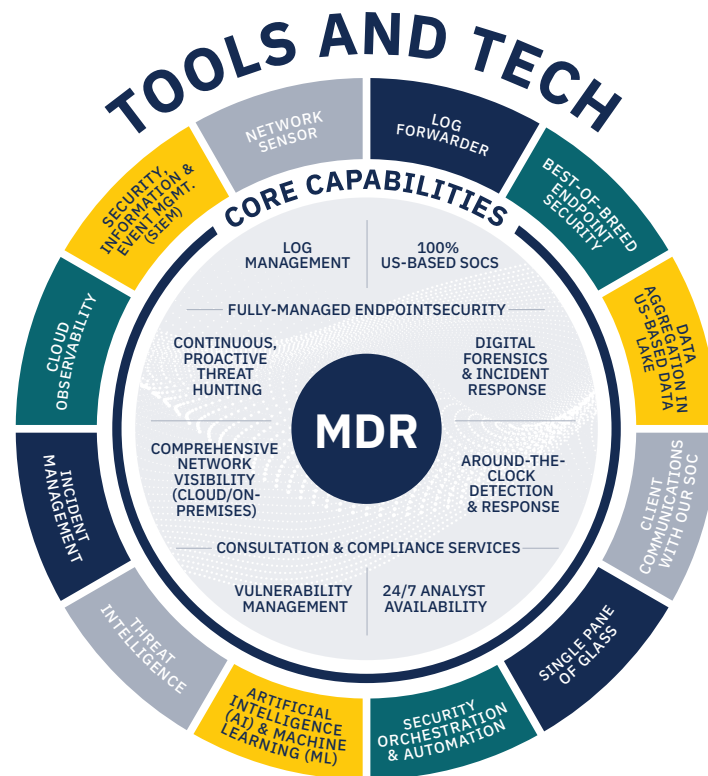 TOOLS AND TECH
NETWORK
SENSOR
LOG
FORWARDER
BEST-OF-BREED
ENDPOINT
SECURITY
DATA
AGGREGATION IN
US-BASED DATA
LAKE
CLIENT
COMMUNICATIONS
WITH OUR SOC
SINGLE PANE
OF GLASS
SECURITY
ORCHESTRATION
& AUTOMATION
ARTIFICIAL
INTELLIGENCE
(AI) & MACHINE
LEARNING (ML)
THREAT
INTELLIGENCE
INCIDENT
MANAGEMENT
CLOUD
OBSERVABILITY
SECURITY,
INFORMATION &
EVENT MGMT.
(SIEM)
CORE CAPABILITIES
LOG
MANAGEMENT
100%
US-BASED SOCS
FULLY-MANAGED ENDPOINTSECURITY
CONTINUOUS,
PROACTIVE
THREAT
HUNTING
DIGITAL
FORENSICS
& INCIDENT
RESPONSE
MDR
COMPREHENSIVE
NETWORK
VISIBILITY
(CLOUD/ON-
PREMISES)
AROUND-THE-
CLOCK
DETECTION
& RESPONSE
CONSULTATION & COMPLIANCE SERVICES
VULNERABILITY
MANAGEMENT
24/7 ANALYST
AVAILABILITY